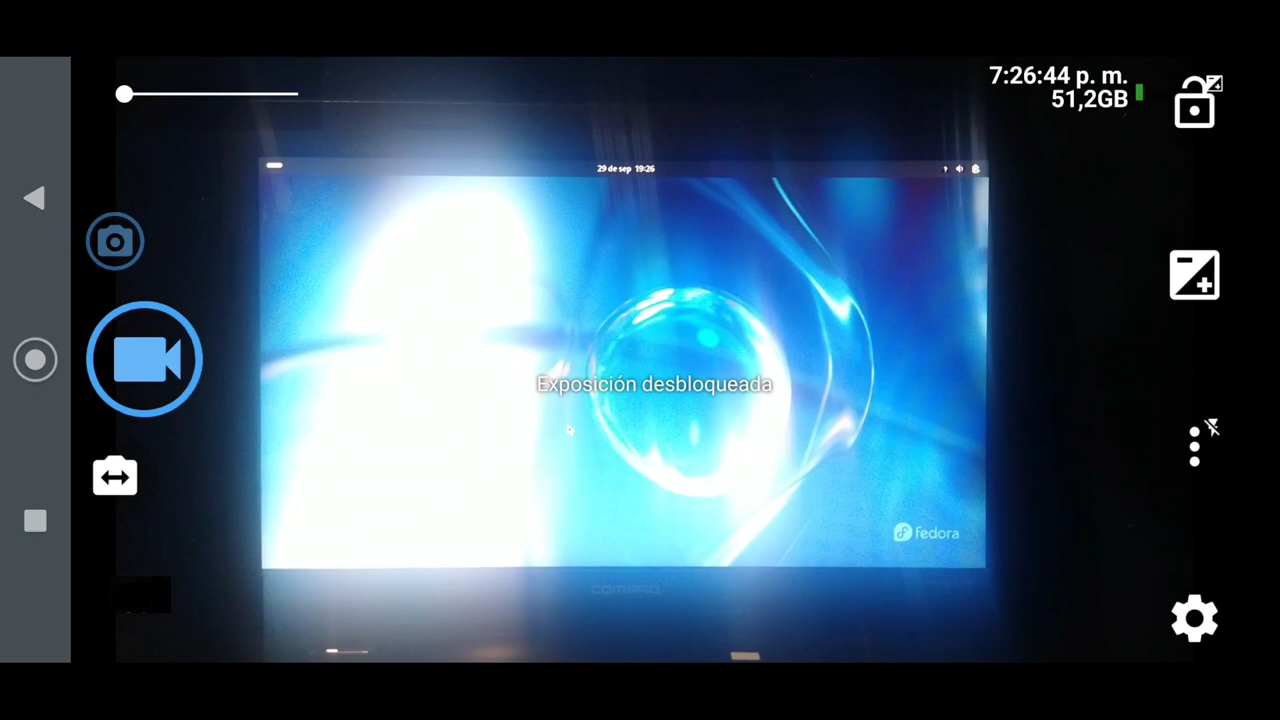 7:26:44 p. m.
51,2GB
29 de sep 19:26
Exposición desbloqueada
fedora
COMPAQ